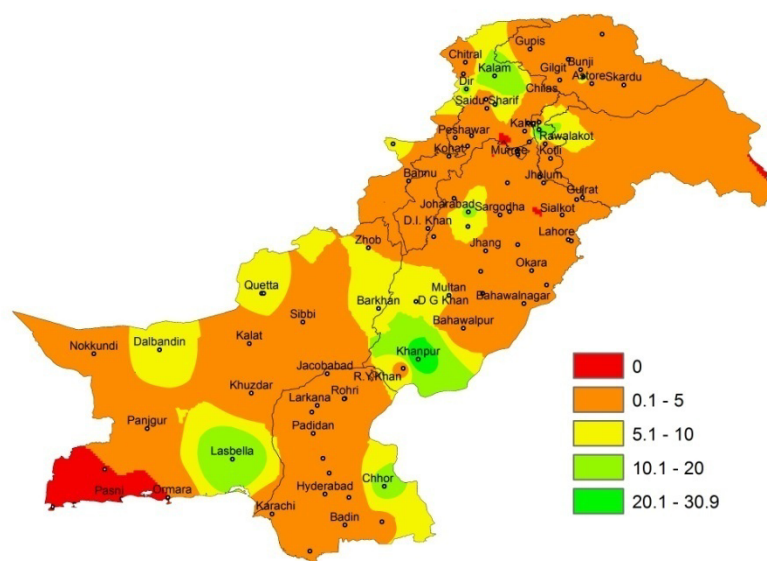 Gupis
Chitral
Bunji
Kalam
Gilgit
Astore
Skardu
Dir
Chilas
Saidu Sharif
Kakul
Peshawar
Rawalakot
Kohat
Murree
Kotli
Bannu
Jhelum
Gujrat
Joharabad
Sargodha
Sialkot
D.I. Khan
Lahore
Zhob
Jhang
Okara
Quetta
Multan
Barkhan
D G Khan
Bahawalnagar
Sibbi
Bahawalpur
Dalbandin
Kalat
Nokkundi
Khanpur
Jacobabad
R.Y.Khan
Khuzdar
Rohri
Larkana
Panjgur
Padidan
Lasbella
Chhor
Pasni
Ormara
Hyderabad
Karachi
Badin
0
0.1 - 5
5.1 - 10
10.1 - 20
20.1 - 30.9